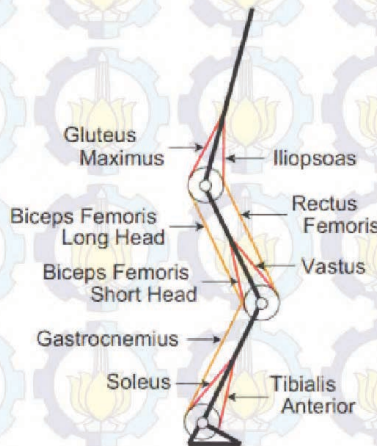 Gluteus
Maximus
Iliopsoas
Biceps Femoris
Long Head
Rectus
Femoris
Biceps Femoris
Short Head
Vastus
Gastrocnemius
Soleus
Tibialis
Anterior